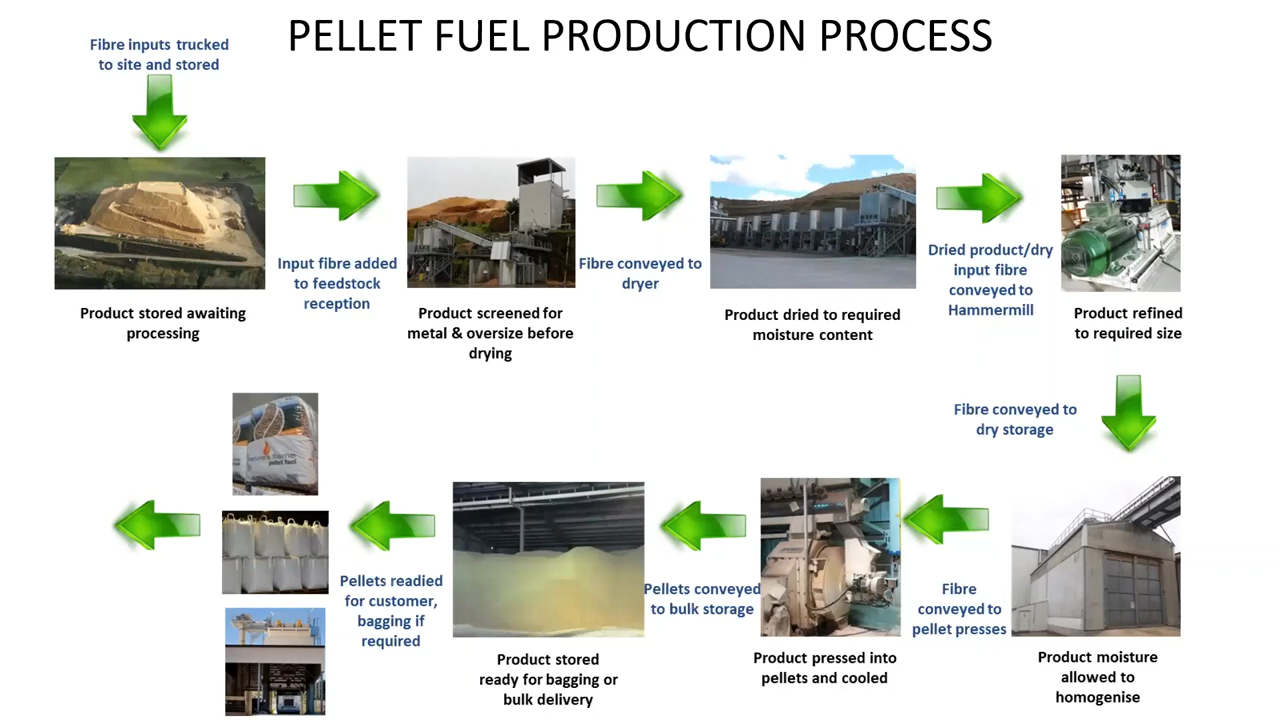 PELLET FUEL PRODUCTION PROCESS
Fibre inputs trucked
to site and stored
Product stored awaiting
processing
Input fibre added
to feedstock
reception
Product screened for
metal & oversize before
drying
Fibre conveyed to
dryer
Product dried to required
moisture content
Dried product/dry
input fibre
conveyed to
Hammermill
Product refined
to required size
Fibre conveyed to
dry storage
Product moisture
allowed to
homogenise
Fibre
conveyed to
pellet presses
Product pressed into
pellets and cooled
Pellets conveyed
to bulk storage
Product stored
ready for bagging or
bulk delivery
Pellets readied
for customer,
bagging if
required
nature's flame
pellet fuel